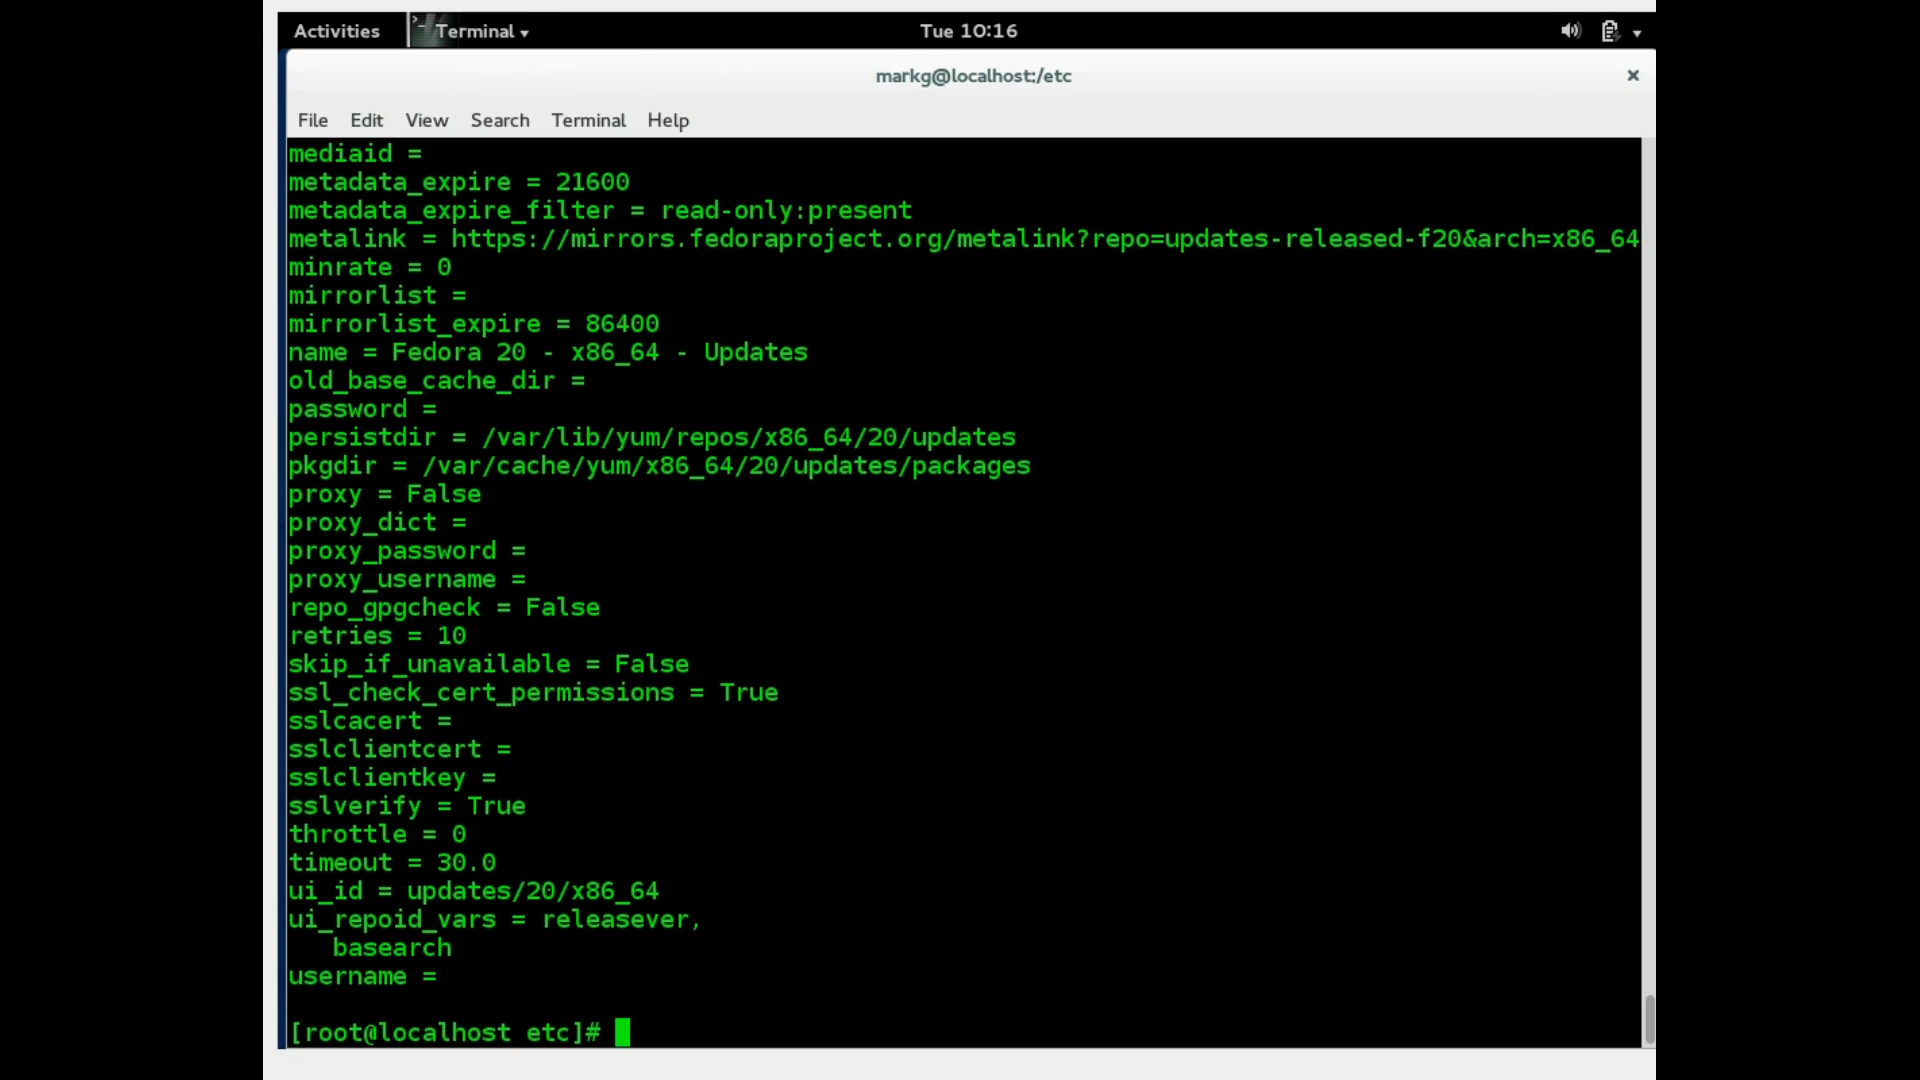 Activities Terminal Tue 10:16
markg@localhost:/etc
File Edit View Search Terminal Help
mediaid =
metadata_expire = 21600
metadata_expire_filter = read-only:present
metalink = https://mirrors.fedoraproject.org/metalink?repo=updates-released-f20&arch=x86_64
minrate = 0
mirrorlist =
mirrorlist_expire = 86400
name = Fedora 20 - x86_64 - Updates
old_base_cache_dir =
password =
persistdir = /var/lib/yum/repos/x86_64/20/updates
pkgdir = /var/cache/yum/x86_64/20/updates/packages
proxy = False
proxy_dict =
proxy_password =
proxy_username =
repo_gpgcheck = False
retries = 10
skip_if_unavailable = False
ssl_check_cert_permissions = True
sslcacert =
sslclientcert =
sslclientkey =
sslverify = True
throttle = 0
timeout = 30.0
ui_id = updates/20/x86_64
ui_repoid_vars = releasever,
   basearch
username =
[root@localhost etc]#